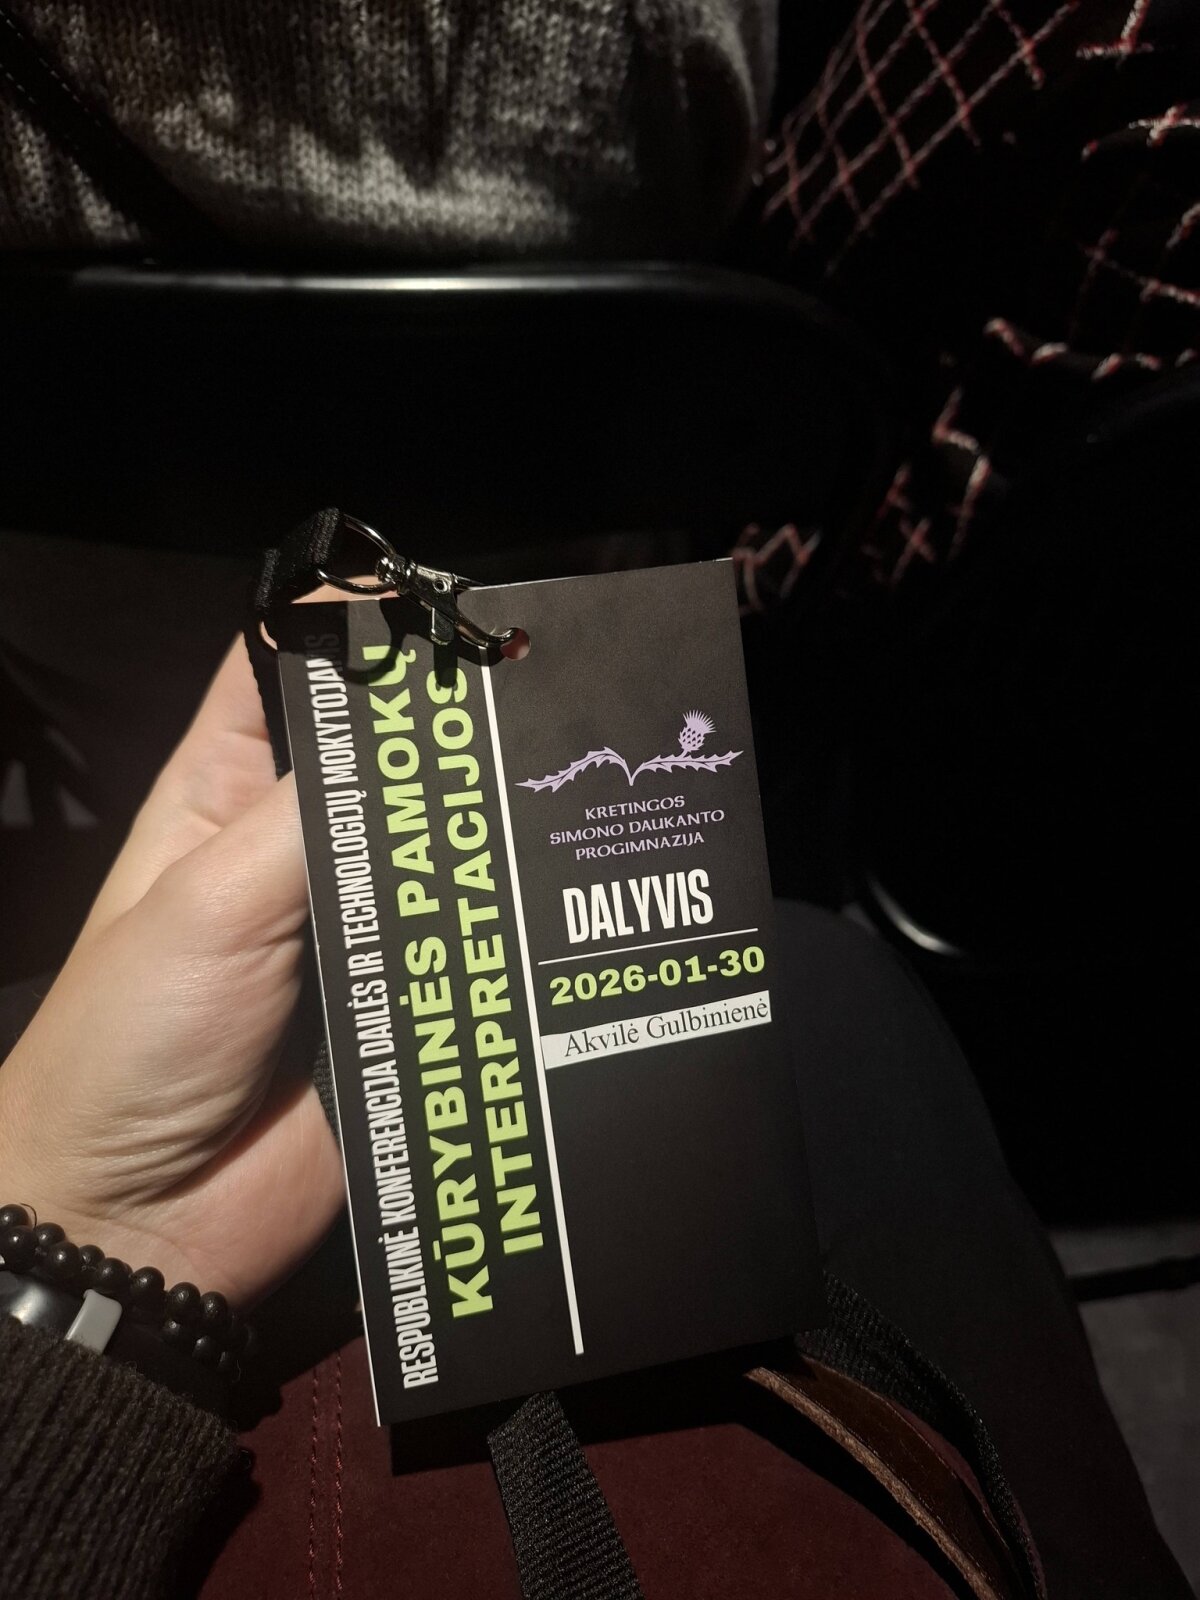 RESPUBLIKINĖ KONFERENCIJA DAILĖS IR TECHNOLOGIJŲ MOKYTOJAMS
KŪRYBINĖS PAMOKŲ
INTERPRETACIJOS
KRETINGOS
SIMONO DAUKANTO
PROGIMNAZIJA
DALYVIS
2026-01-30
Akvilė Gulbinienė